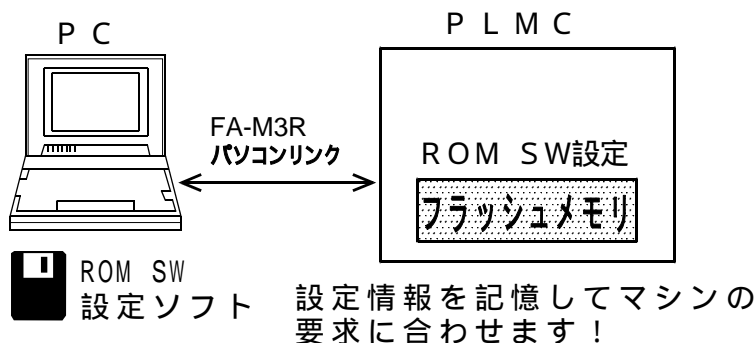 ＰＣ
ＰＬＭＣ
FA-M3R
パソコンリンク
ＲＯＭ ＳＷ設定
フラッシュメモリ
ROM SW
設定ソフト
設定情報を記憶してマシンの
要求に合わせます！